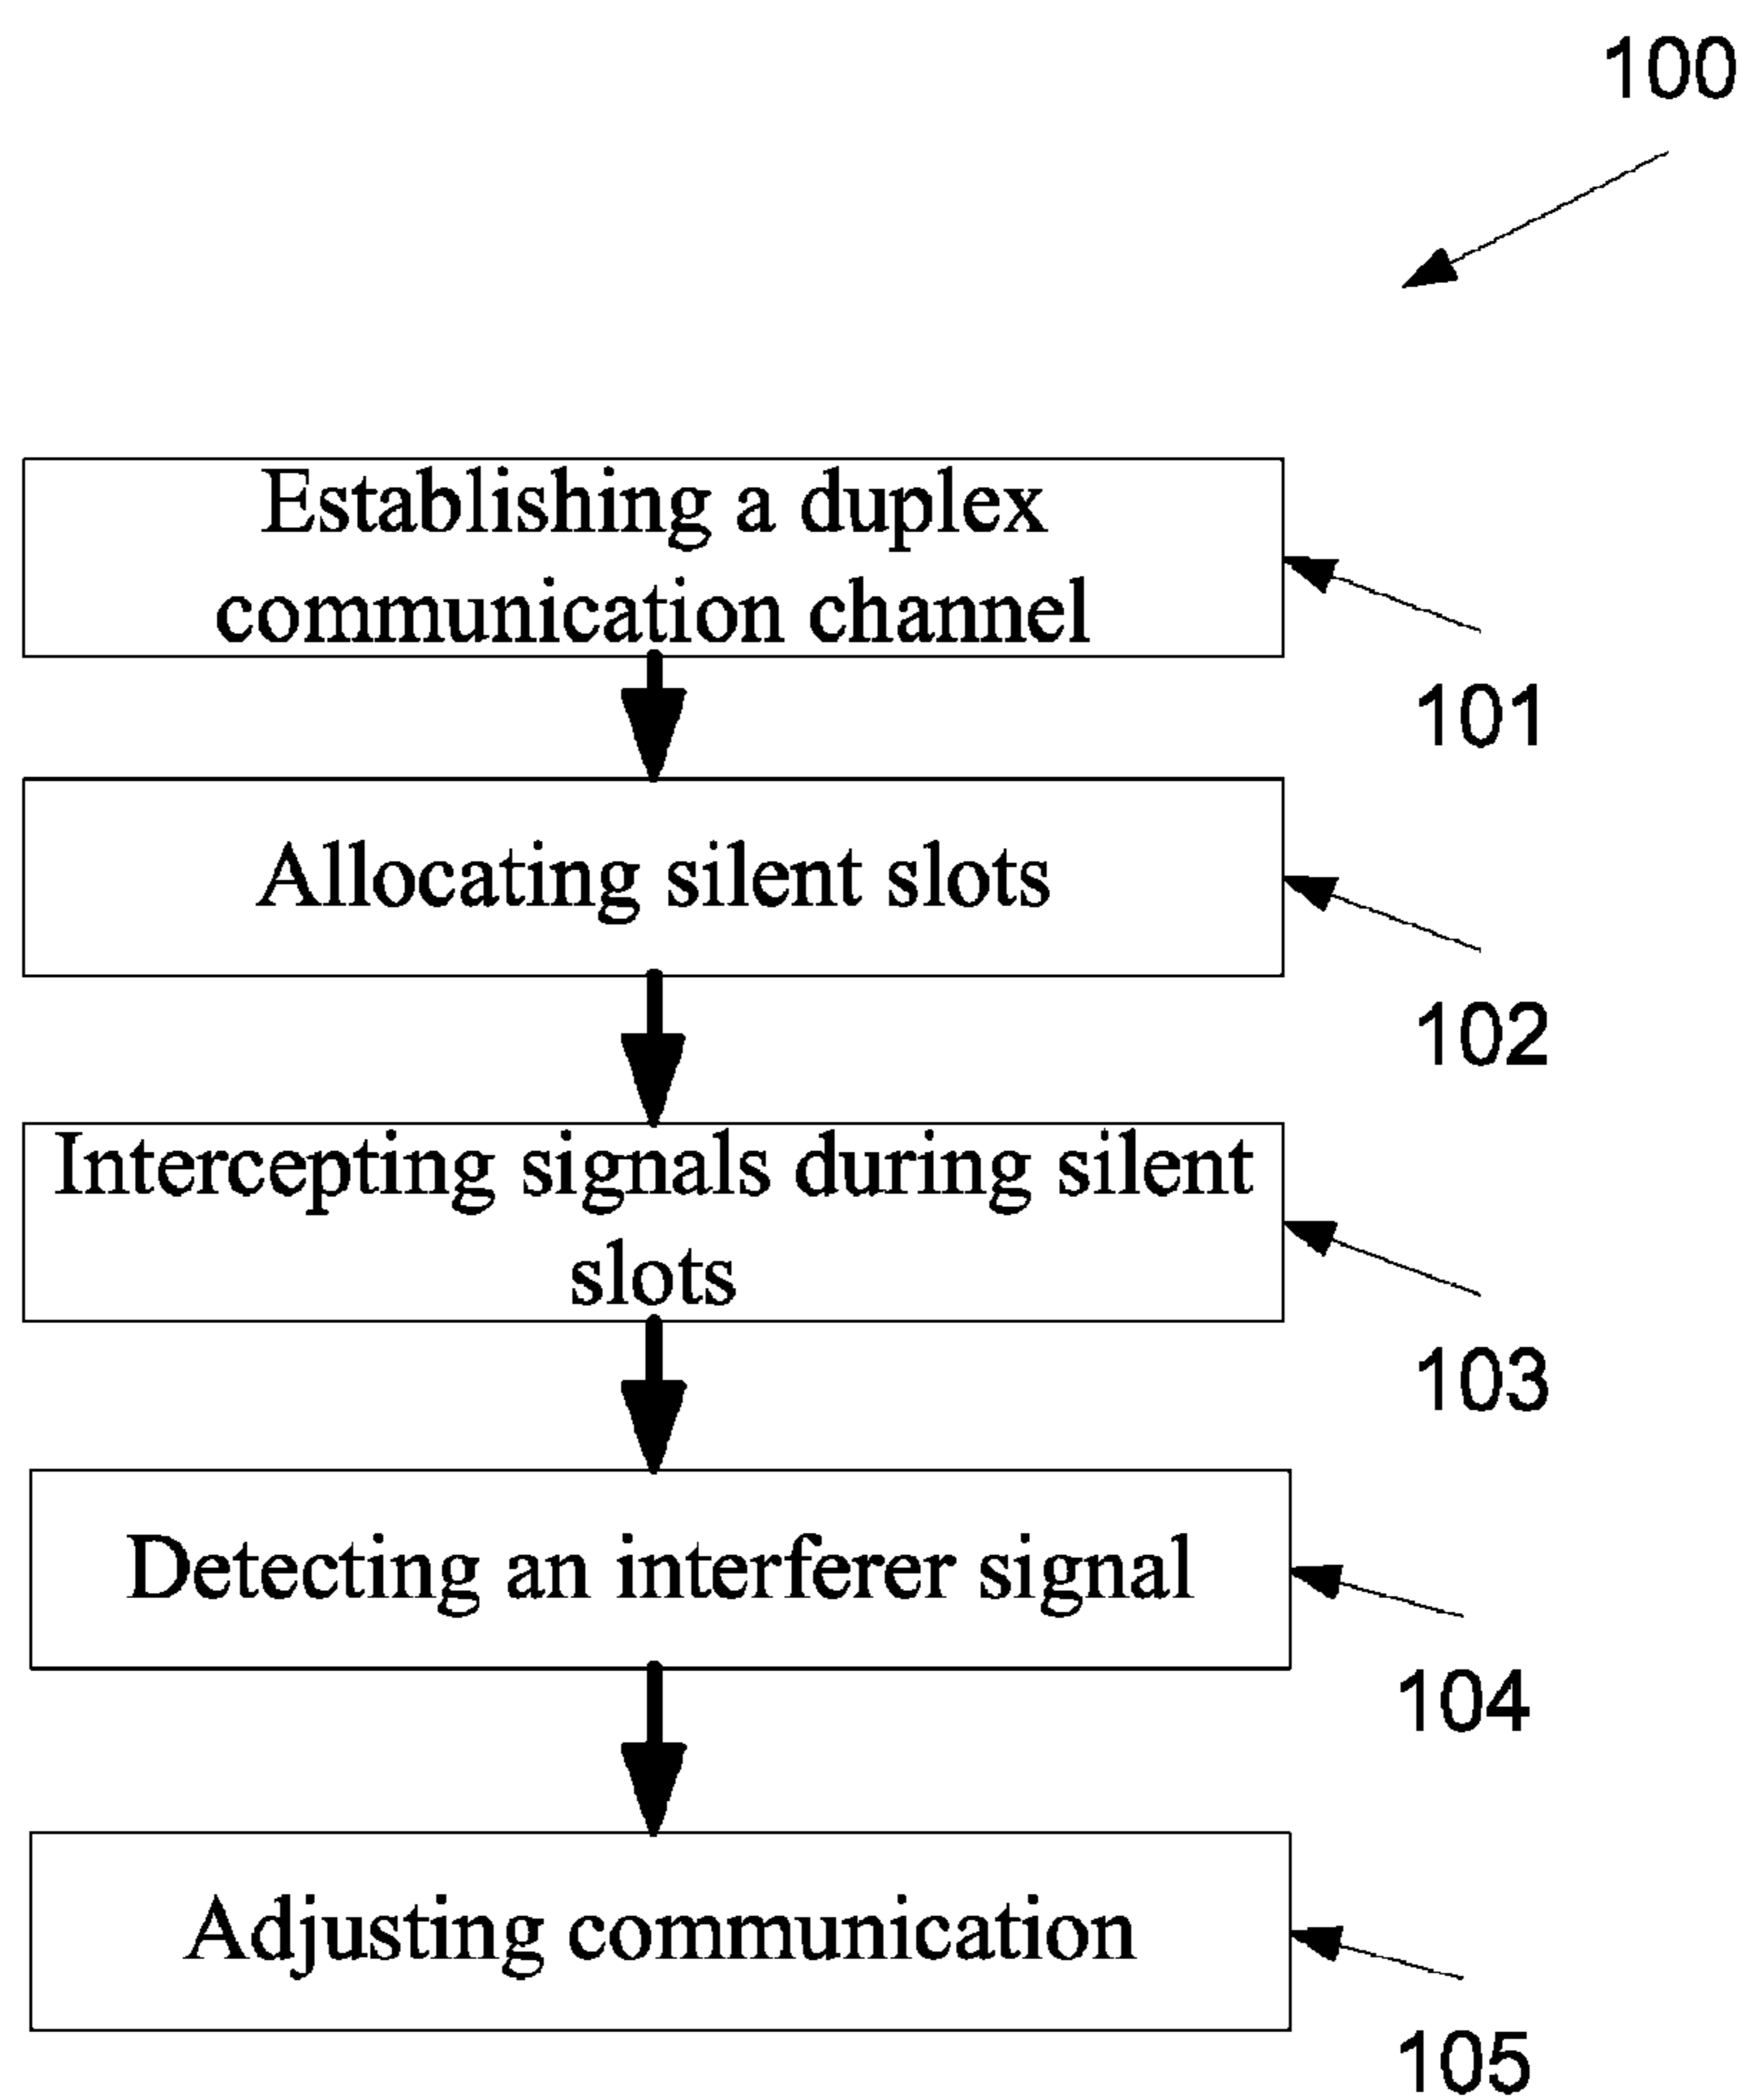 100
Establishing a duplex
communication channel
101
Allocating silent slots
102
Intercepting signals during silent
slots
103
Detecting an interferer signal
104
Adjusting communication
105